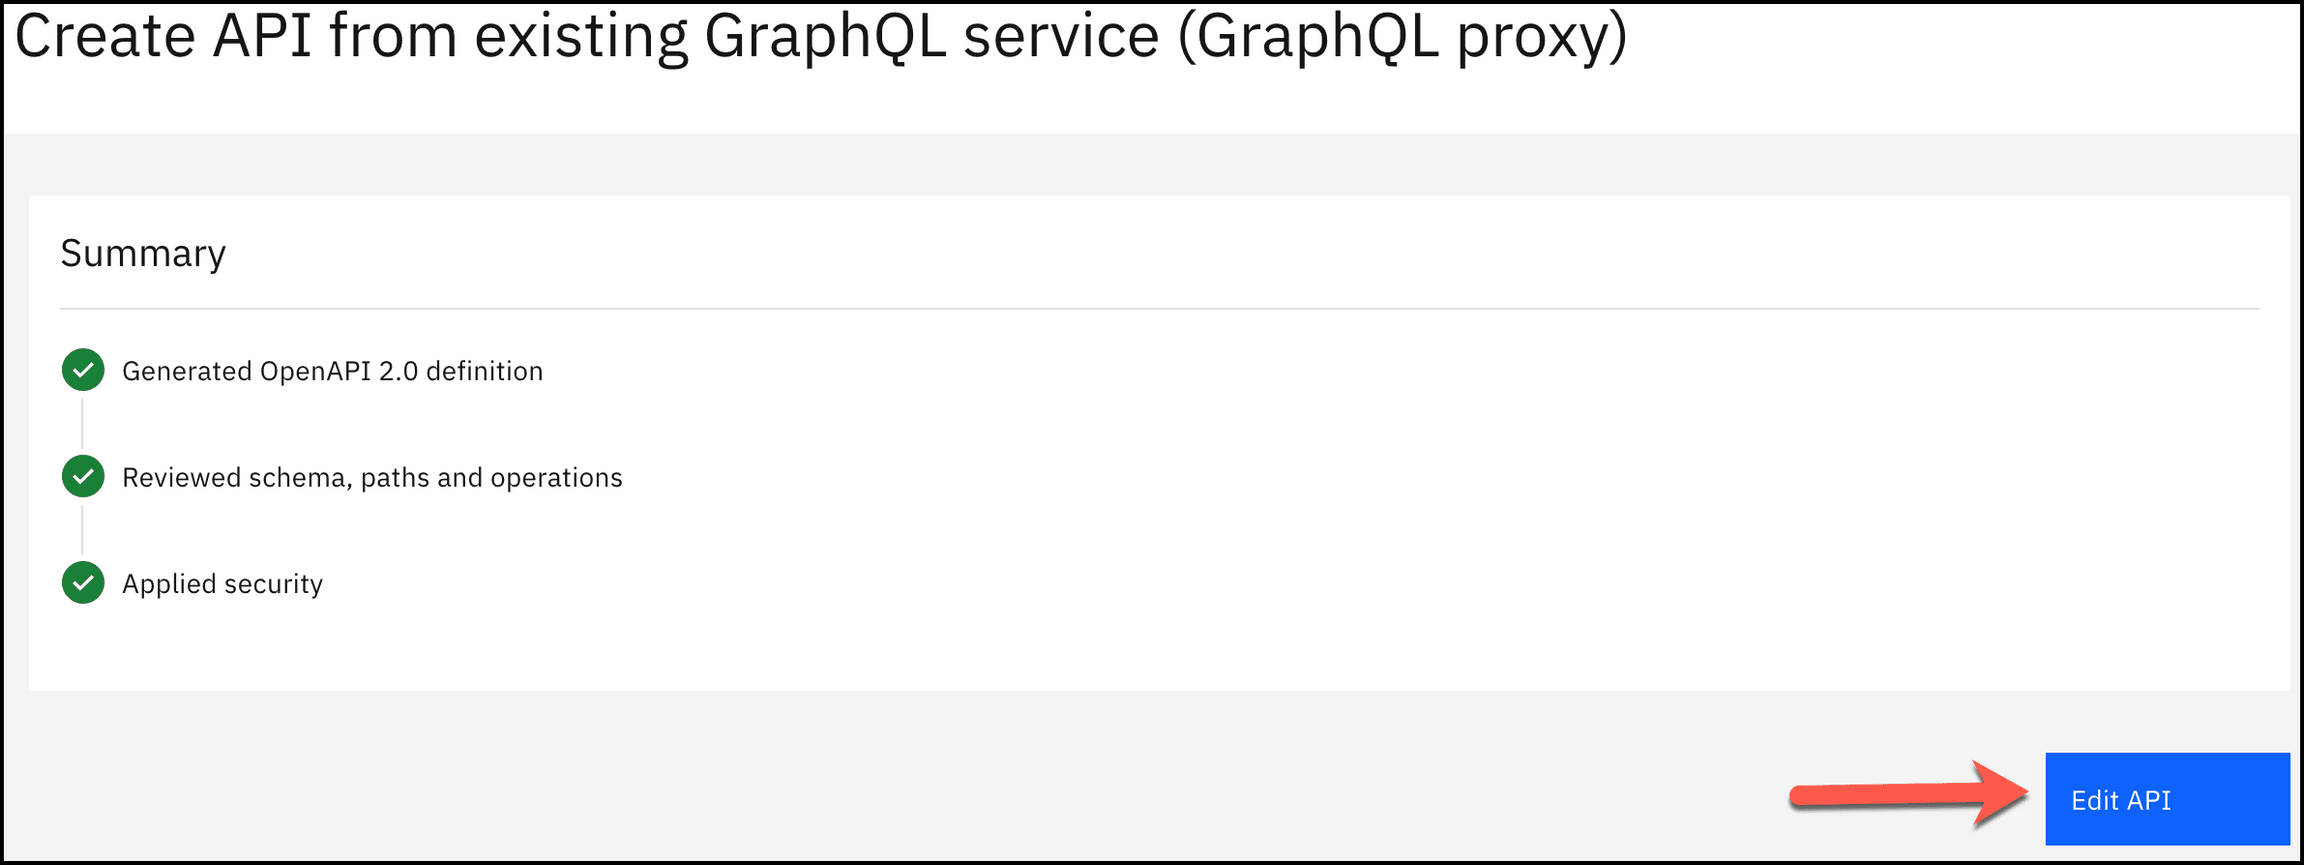 Create API from existing GraphQL service (GraphQL proxy)
Summary
Generated OpenAPI 2.0 definition
Reviewed schema, paths and operations
Applied security
Edit API